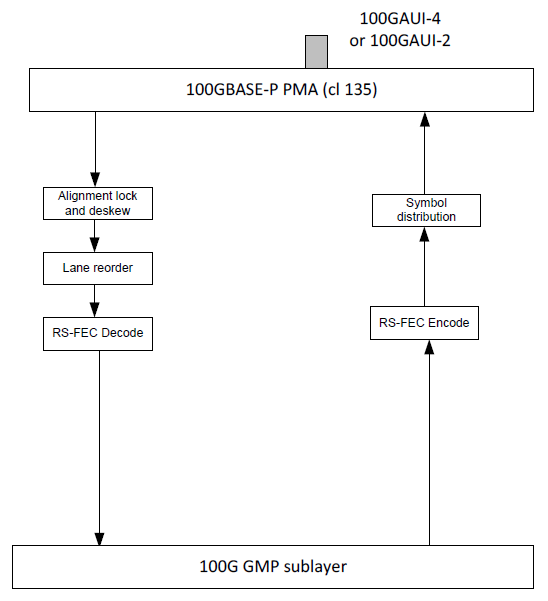 100GAUI-4
or 100GAUI-2
100GBASE-P PMA (cl 135)
Alignment lock
and deskew
Symbol
distribution
Lane reorder
RS-FEC Decode
RS-FEC Encode
100G GMP sublayer